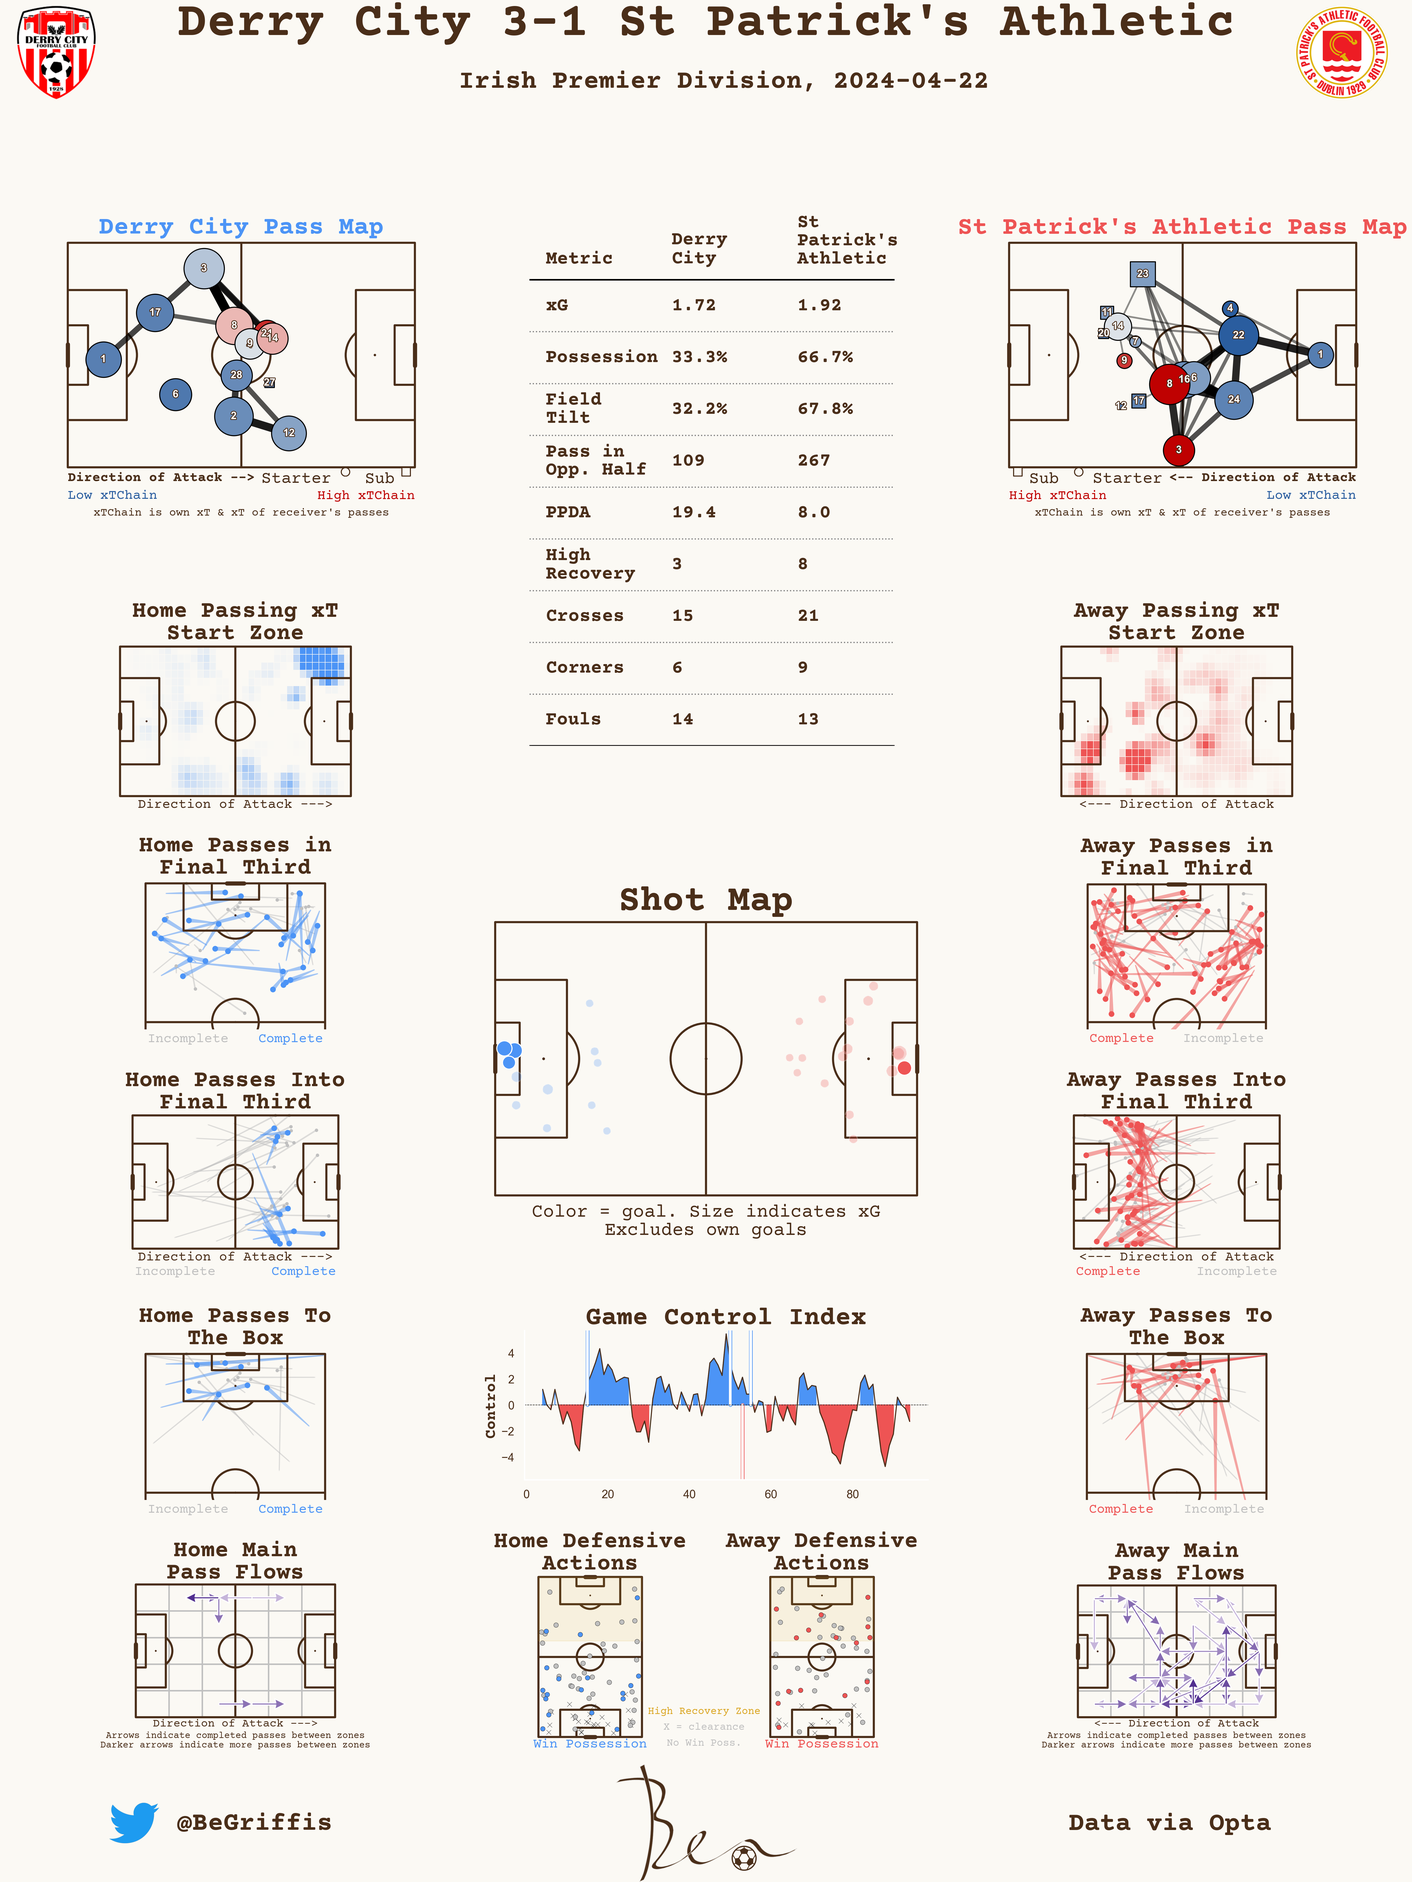 Derry City 3-1 St Patrick's Athletic
Irish Premier Division, 2024-04-22
DERRY CITY
FOOTBALL CLUB
1928
ST PATRICK'S ATHLETIC FOOTBALL CLUB
DUBLIN 1929
Derry City Pass Map
3
17
8
21
14
9
1
28
27
6
2
12
Direction of Attack --> Starter Sub
Low xTChain High xTChain
xTChain is own xT & xT of receiver's passes
Metric Derry City St Patrick's Athletic
xG 1.72 1.92
Possession 33.3% 66.7%
Field Tilt 32.2% 67.8%
Pass in Opp. Half 109 267
PPDA 19.4 8.0
High Recovery 3 8
Crosses 15 21
Corners 6 9
Fouls 14 13
St Patrick's Athletic Pass Map
23
4
11
14
20
7
22
1
9
16
6
8
17
12
24
3
Sub Starter <-- Direction of Attack
High xTChain Low xTChain
xTChain is own xT & xT of receiver's passes
Home Passing xT
Start Zone
Direction of Attack --->
Away Passing xT
Start Zone
<--- Direction of Attack
Home Passes in
Final Third
Incomplete Complete
Away Passes in
Final Third
Complete Incomplete
Shot Map
Color = goal. Size indicates xG
Excludes own goals
Home Passes Into
Final Third
Direction of Attack --->
Incomplete Complete
Away Passes Into
Final Third
<--- Direction of Attack
Complete Incomplete
Home Passes To
The Box
Incomplete Complete
Game Control Index
Control
4
2
0
−2
−4
0 20 40 60 80
Away Passes To
The Box
Complete Incomplete
Home Main
Pass Flows
Direction of Attack --->
Arrows indicate completed passes between zones
Darker arrows indicate more passes between zones
Home Defensive
Actions
Win Possession
Away Defensive
Actions
Win Possession
High Recovery Zone
X = clearance
No Win Poss.
Away Main
Pass Flows
<--- Direction of Attack
Arrows indicate completed passes between zones
Darker arrows indicate more passes between zones
@BeGriffis
Ben
Data via Opta